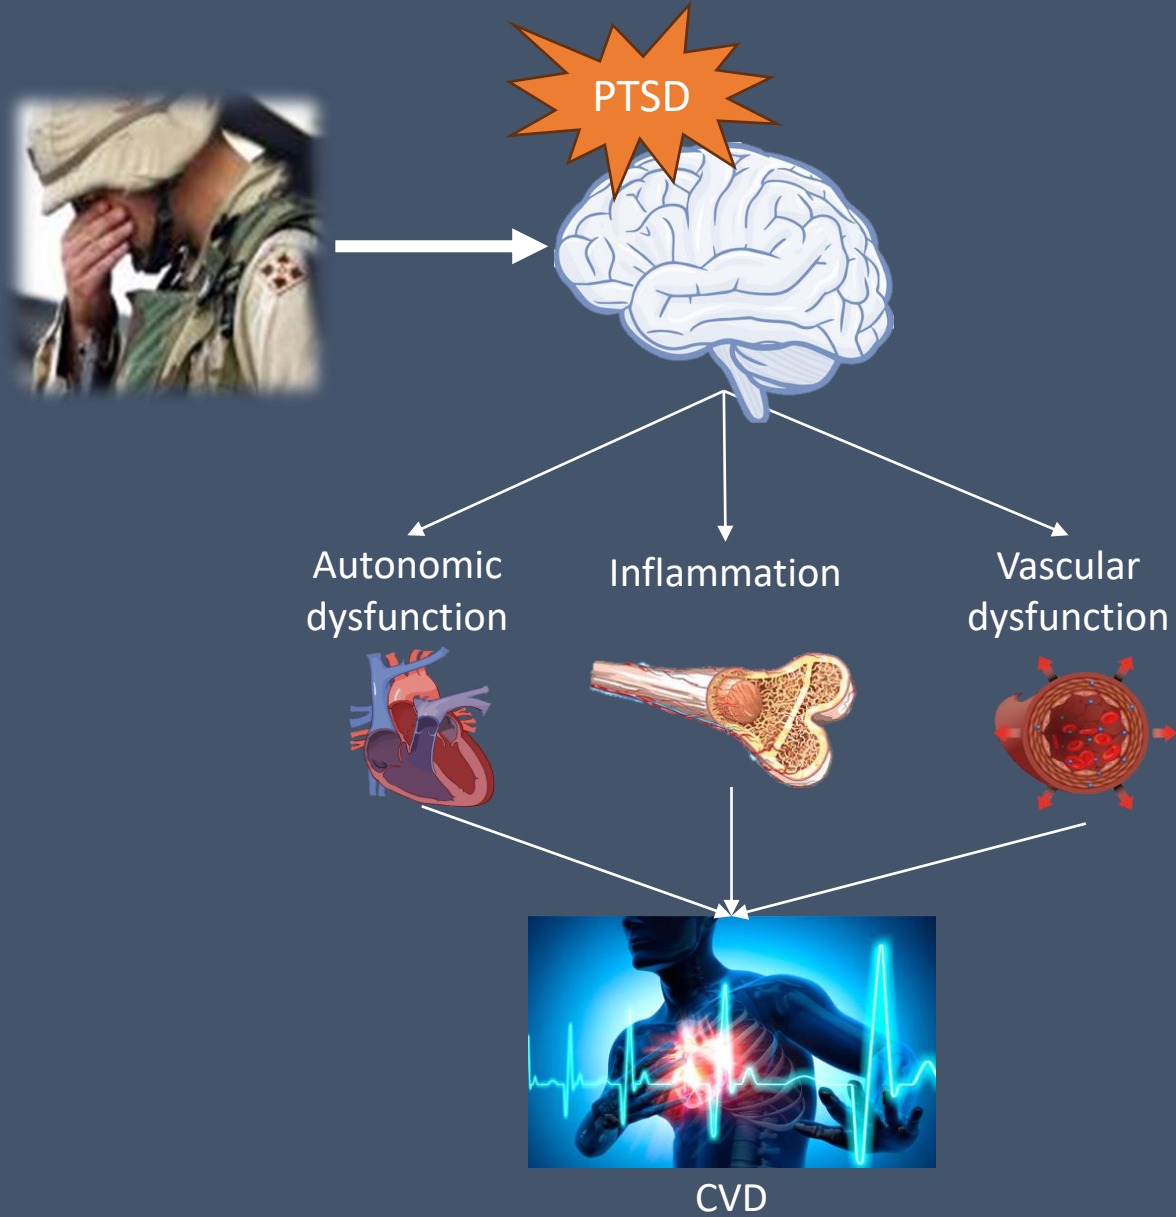 PTSD
Autonomic
dysfunction
Inflammation
Vascular
dysfunction
CVD